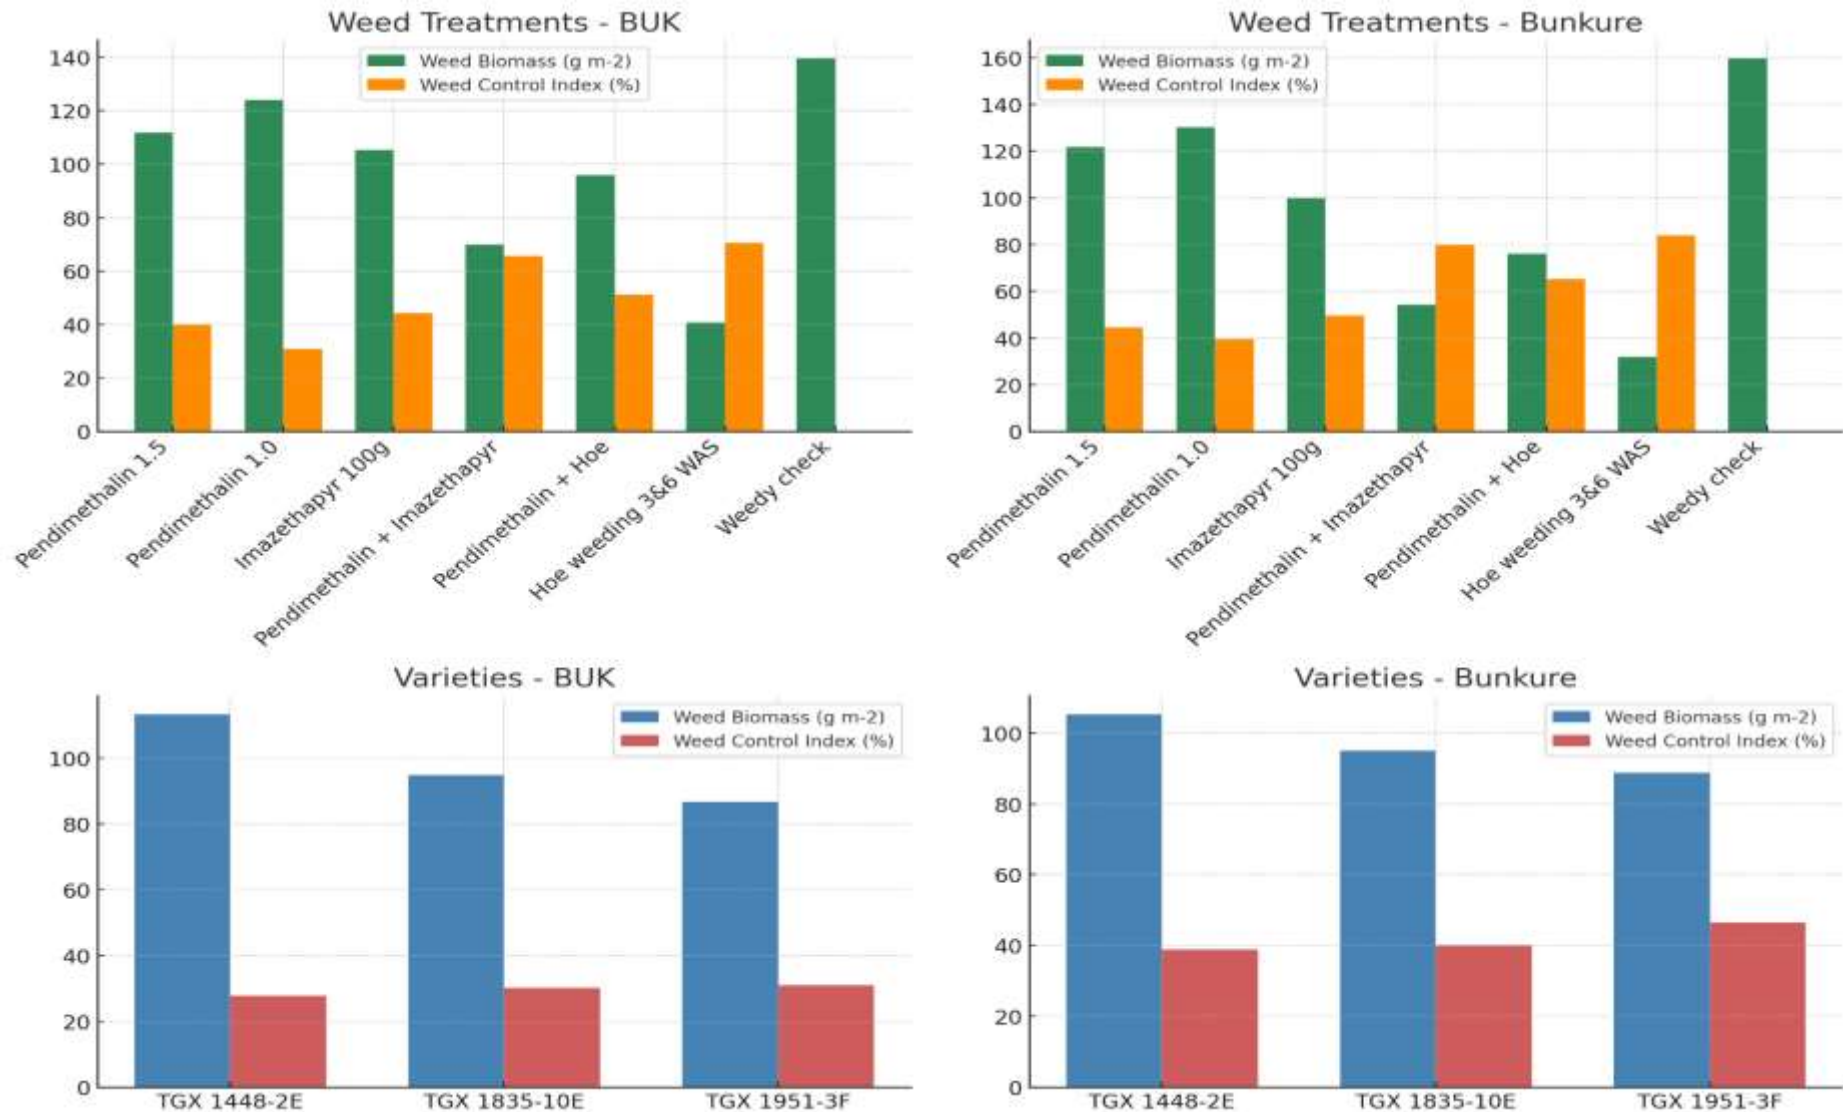 Weed Treatments - BUK
Weed Biomass (g m-2)
Weed Control Index (%)
140
120
100
80
60
40
20
0
Pendimethalin 1.5
Pendimethalin 1.0
Imazethapyr 100g
Pendimethalin + Imazethapyr
Pendimethalin + Hoe
Hoe weeding 3&6 WAS
Weedy check
Weed Treatments - Bunkure
Weed Biomass (g m-2)
Weed Control Index (%)
160
140
120
100
80
60
40
20
0
Pendimethalin 1.5
Pendimethalin 1.0
Imazethapyr 100g
Pendimethalin + Imazethapyr
Pendimethalin + Hoe
Hoe weeding 3&6 WAS
Weedy check
Varieties - BUK
Weed Biomass (g m-2)
Weed Control Index (%)
100
80
60
40
20
0
TGX 1448-2E
TGX 1835-10E
TGX 1951-3F
Varieties - Bunkure
Weed Biomass (g m-2)
Weed Control Index (%)
100
80
60
40
20
0
TGX 1448-2E
TGX 1835-10E
TGX 1951-3F